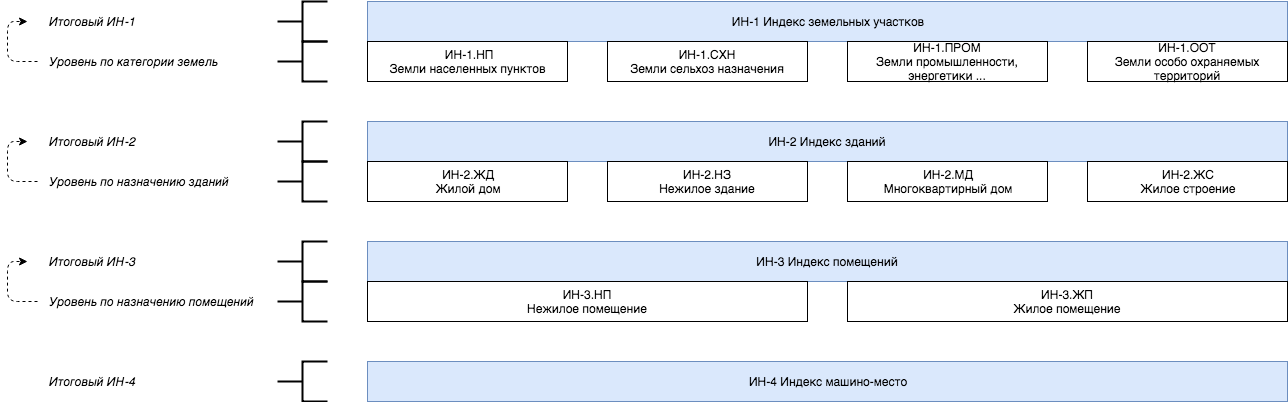 Итоговый ИН-1
ИН-1 Индекс земельных участков
Уровень по категории земель
ИН-1.НП
Земли населенных пунктов
ИН-1.СХН
Земли сельхоз назначения
ИН-1.ПРОМ
Земли промышленности,
энергетики ...
ИН-1.ООТ
Земли особо охраняемых
территорий
Итоговый ИН-2
ИН-2 Индекс зданий
Уровень по назначению зданий
ИН-2.ЖД
Жилой дом
ИН-2.НЗ
Нежилое здание
ИН-2.МД
Многоквартирный дом
ИН-2.ЖС
Жилое строение
Итоговый ИН-3
ИН-3 Индекс помещений
Уровень по назначению помещений
ИН-3.НП
Нежилое помещение
ИН-3.ЖП
Жилое помещение
Итоговый ИН-4
ИН-4 Индекс машино-место